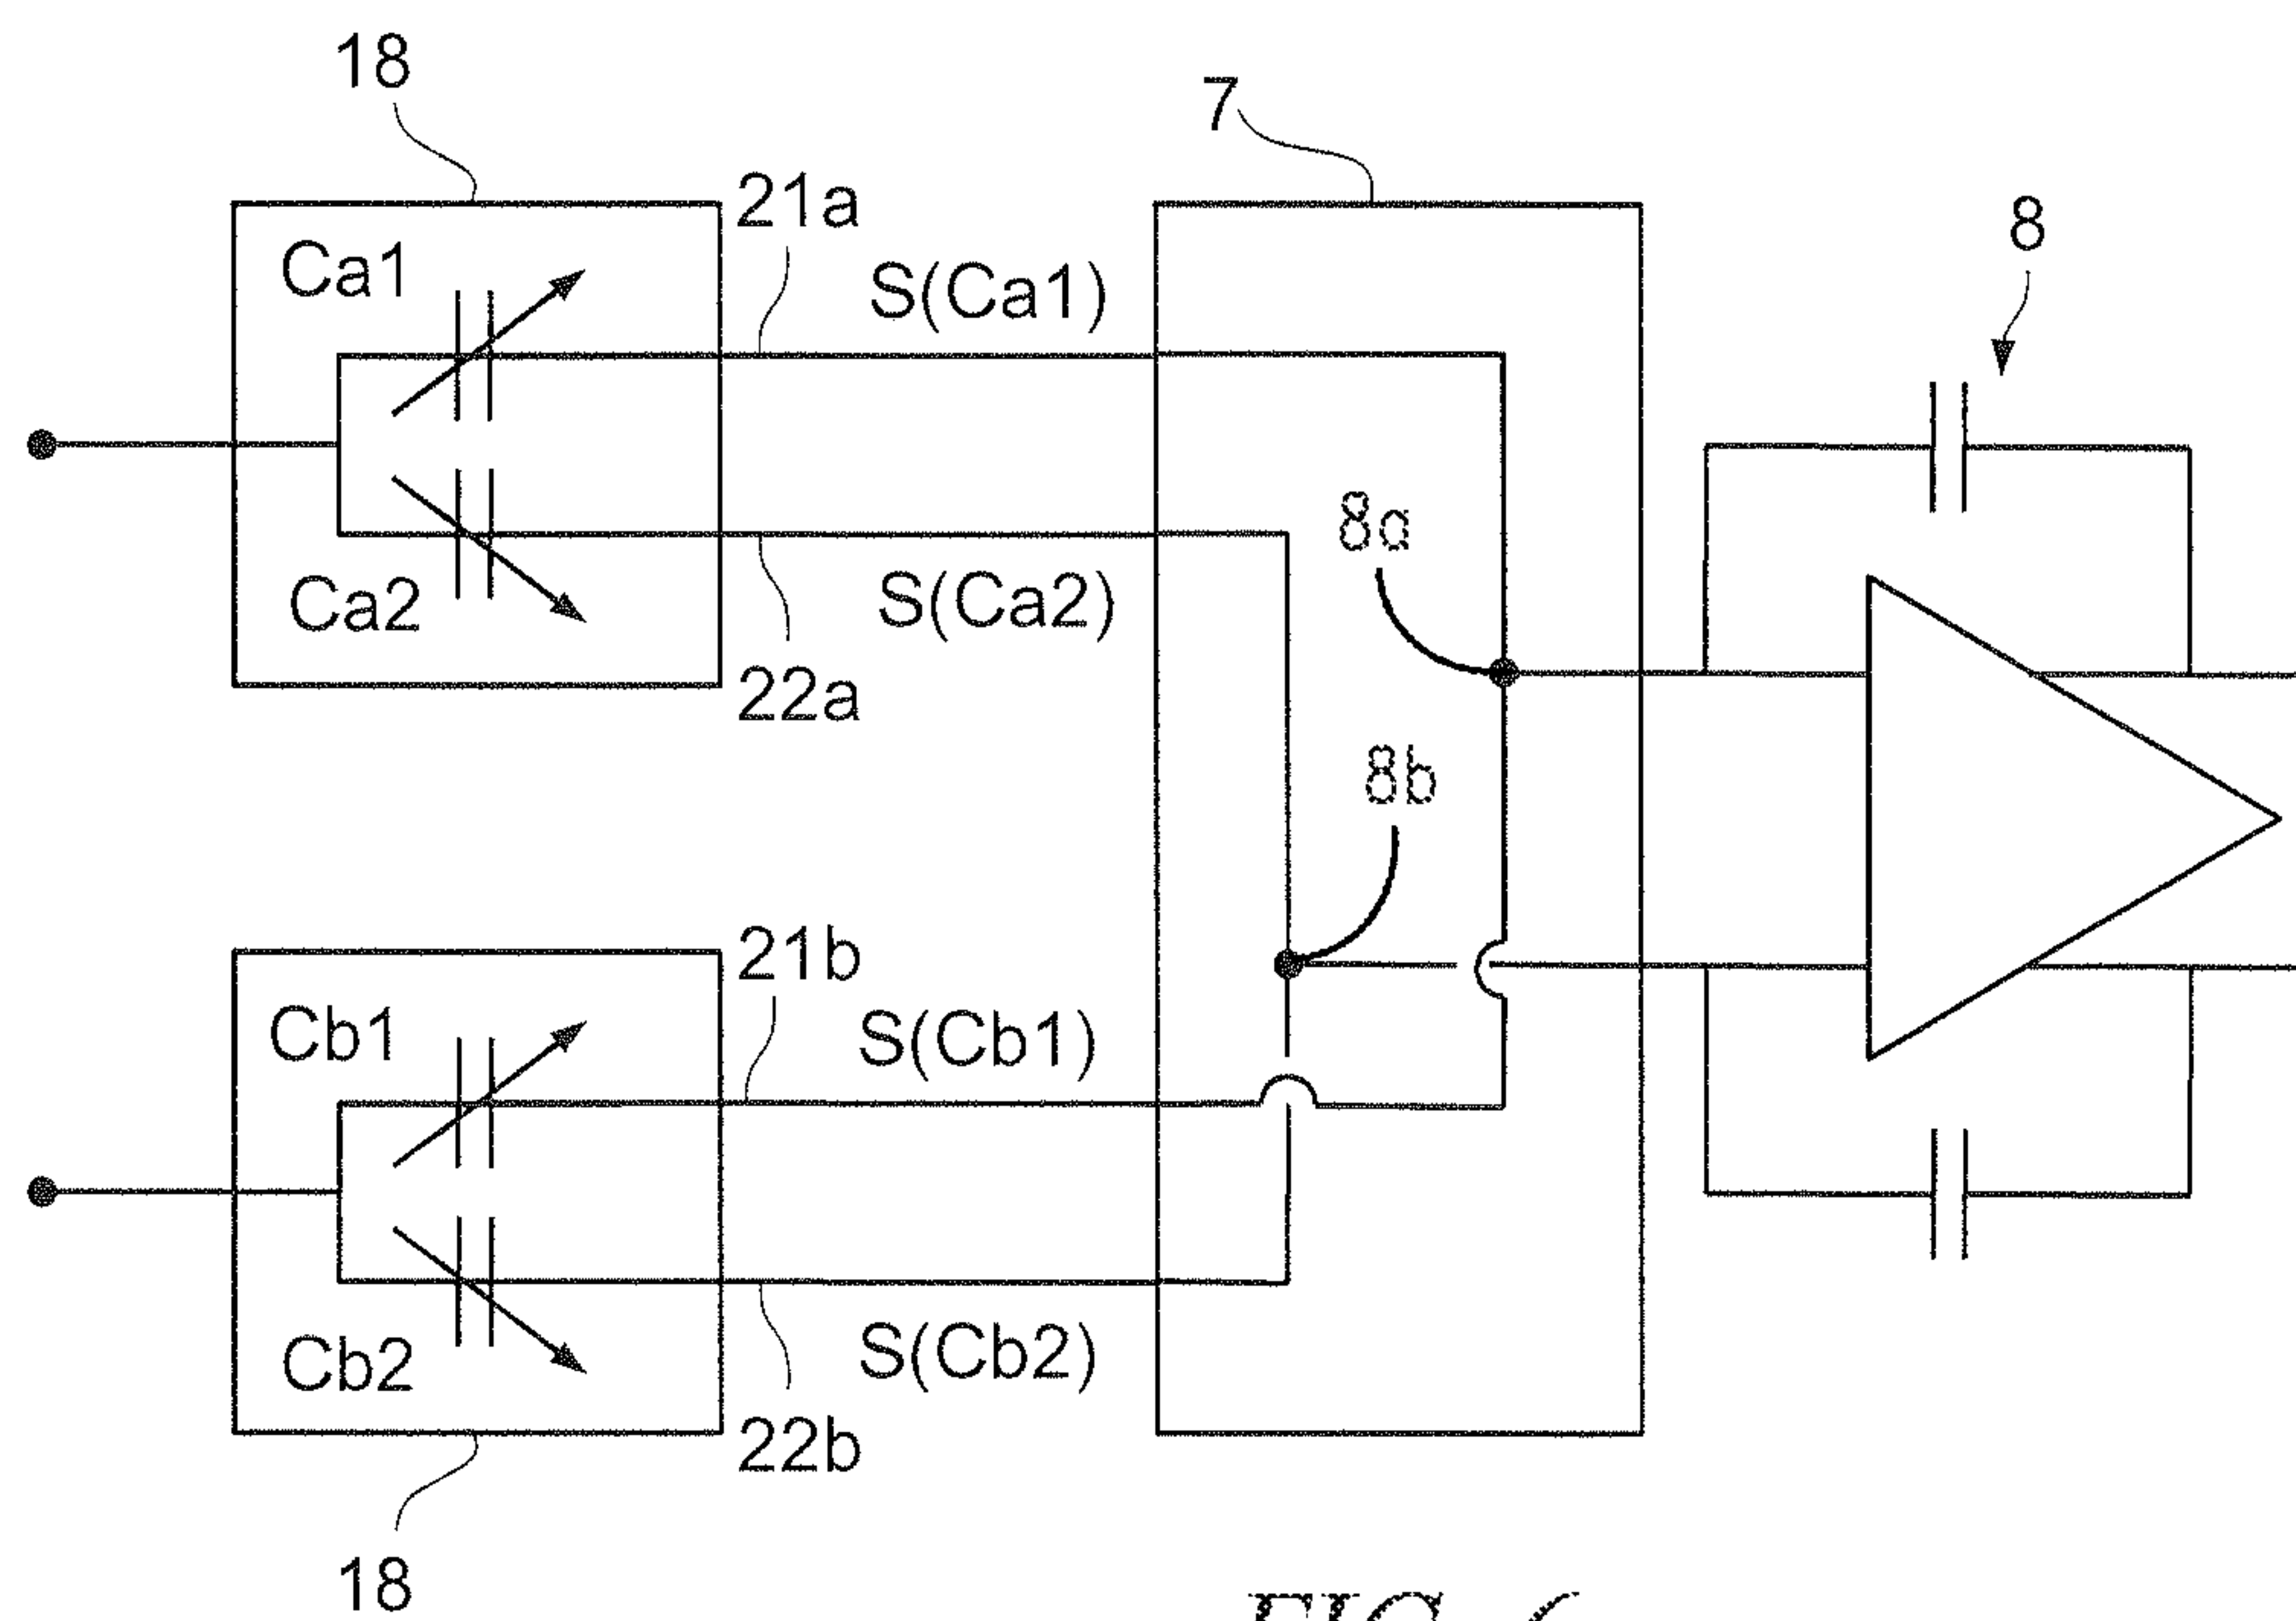 18
7
21a
8
Ca1
S(Ca1)
8a
Ca2
S(Ca2)
22a
8b
21b
Cb1
S(Cb1)
Cb2
S(Cb2)
22b
18